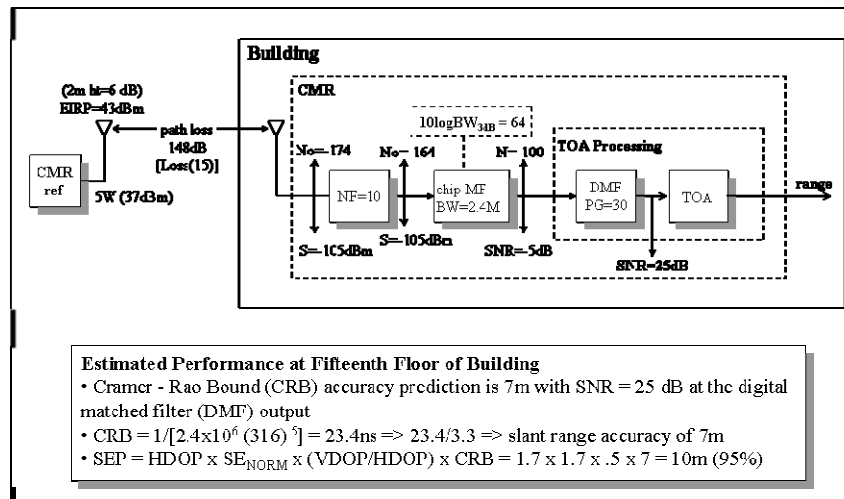 Building
(2m ht=6 dB)
EIRP=43dBm
path loss
148dB
[Loss(15)]
CMR
ref
5W (37d3m)
CMR
10logBW3dB = 64
No=-174
No-164
N-100
NF=10
chip MF
BW=2.4M
S=-105dBm
S=-105dBm
SNR=-5dB
TOA Processing
DMF
PG=30
TOA
range
SNR=25dB
Estimated Performance at Fifteenth Floor of Building
• Cramer - Rao Bound (CRB) accuracy prediction is 7m with SNR = 25 dB at the digital
matched filter (DMF) output
• CRB = 1/[2.4x10^6 (316)^.5] = 23.4ns => 23.4/3.3 => slant range accuracy of 7m
• SEP = HDOP x SE_NORM x (VDOP/HDOP) x CRB = 1.7 x 1.7 x .5 x 7 = 10m (95%)